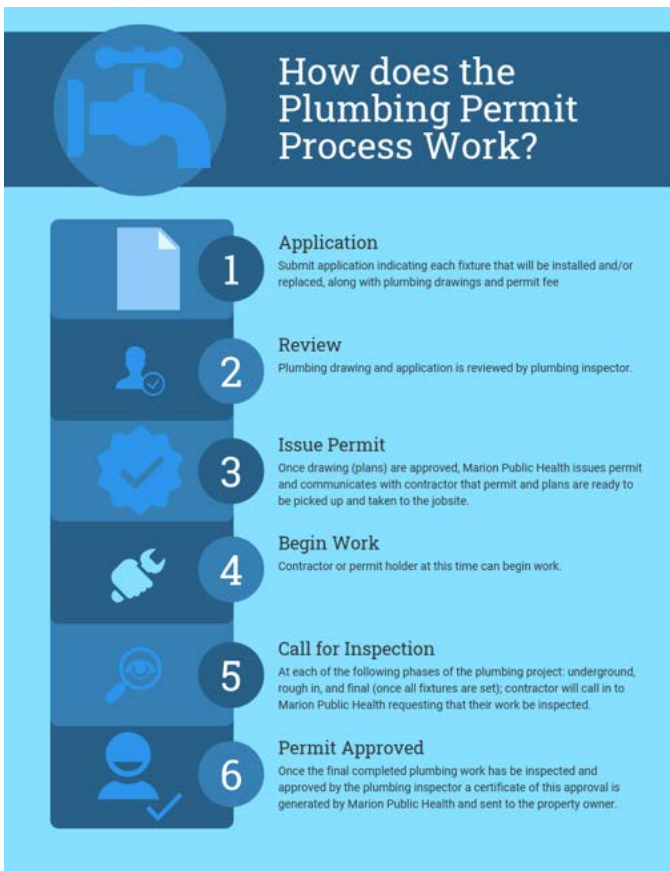 How does the
Plumbing Permit
Process Work?
1
Application
Submit application indicating each fixture that will be installed and/or
replaced, along with plumbing drawings and permit fee
2
Review
Plumbing drawing and application is reviewed by plumbing inspector.
3
Issue Permit
Once drawing (plans) are approved, Marion Public Health issues permit
and communicates with contractor that permit and plans are ready to
be picked up and taken to the jobsite.
4
Begin Work
Contractor or permit holder at this time can begin work.
5
Call for Inspection
At each of the following phases of the plumbing project: underground,
rough in, and final (once all fixtures are set); contractor will call in to
Marion Public Health requesting that their work be inspected.
6
Permit Approved
Once the final completed plumbing work has be inspected and
approved by the plumbing inspector a certificate of this approval is
generated by Marion Public Health and sent to the property owner.